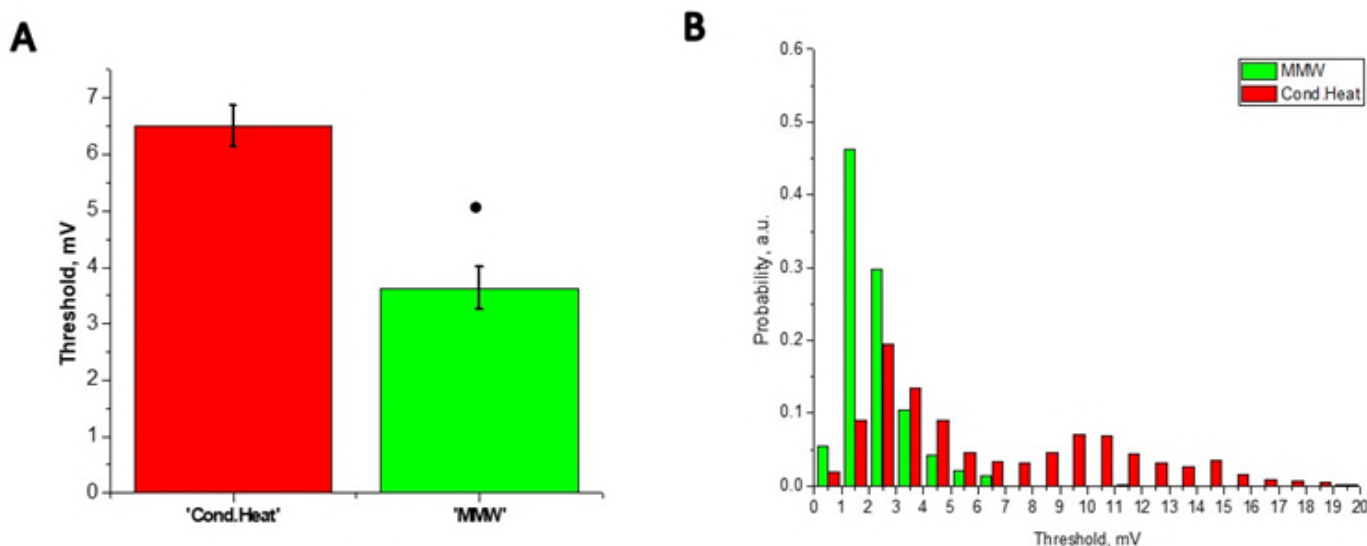 A
7
6
5
4
3
2
1
0
Threshold, mV
'Cond.Heat' 'MMW'
B
0.6
0.5
0.4
0.3
0.2
0.1
0.0
Probability, a.u.
MMW
Cond.Heat
0 1 2 3 4 5 6 7 8 9 10 11 12 13 14 15 16 17 18 19 20
Threshold, mV